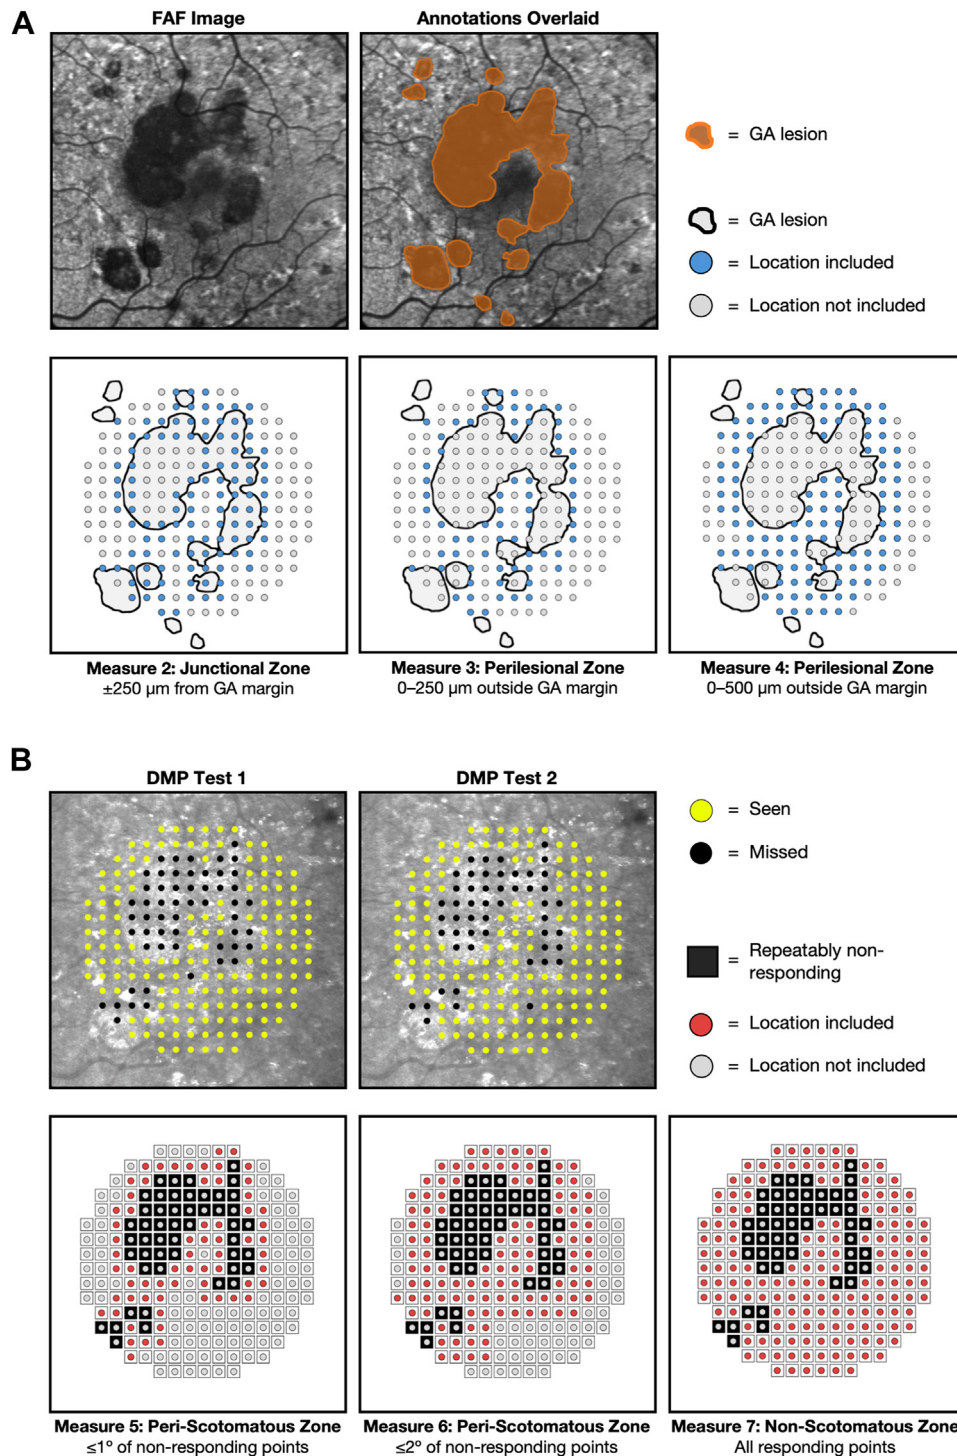 A
FAF Image
Annotations Overlaid
= GA lesion
= GA lesion
= Location included
= Location not included
Measure 2: Junctional Zone
±250 µm from GA margin
Measure 3: Perilesional Zone
0–250 µm outside GA margin
Measure 4: Perilesional Zone
0–500 µm outside GA margin
B
DMP Test 1
DMP Test 2
= Seen
= Missed
= Repeatably non-
responding
= Location included
= Location not included
Measure 5: Peri-Scotomatous Zone
≤1° of non-responding points
Measure 6: Peri-Scotomatous Zone
≤2° of non-responding points
Measure 7: Non-Scotomatous Zone
All responding points